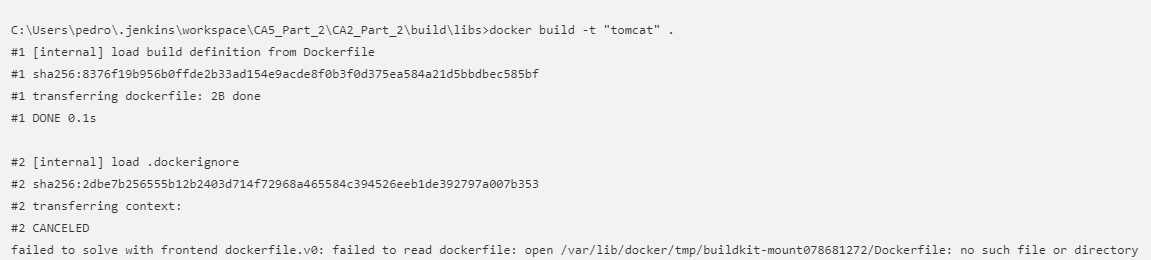 C:\Users\pedro\.jenkins\workspace\CA5_Part_2\CA2_Part_2\build\libs>docker build -t "tomcat" .
#1 [internal] load build definition from Dockerfile
#1 sha256:8376f19b956b0ffde2b33ad154e9acde8f0b3f0d375ea584a21d5bbdbec585bf
#1 transferring dockerfile: 2B done
#1 DONE 0.1s
#2 [internal] load .dockerignore
#2 sha256:2dbe7b256555b12b2403d714f72968a465584c394526eeb1de392797a007b353
#2 transferring context:
#2 CANCELED
failed to solve with frontend dockerfile.v0: failed to read dockerfile: open /var/lib/docker/tmp/buildkit-mount078681272/Dockerfile: no such file or directory